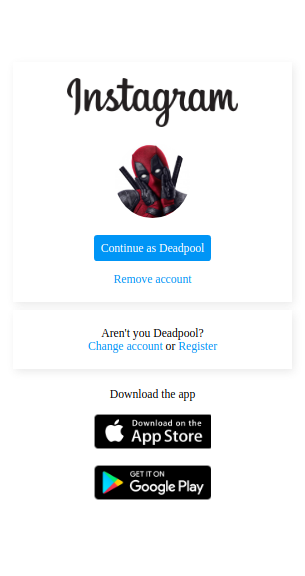 Instagram
Continue as Deadpool
Remove account
Aren't you Deadpool?
Change account or Register
Download the app
Download on the
App Store
GET IT ON
Google Play